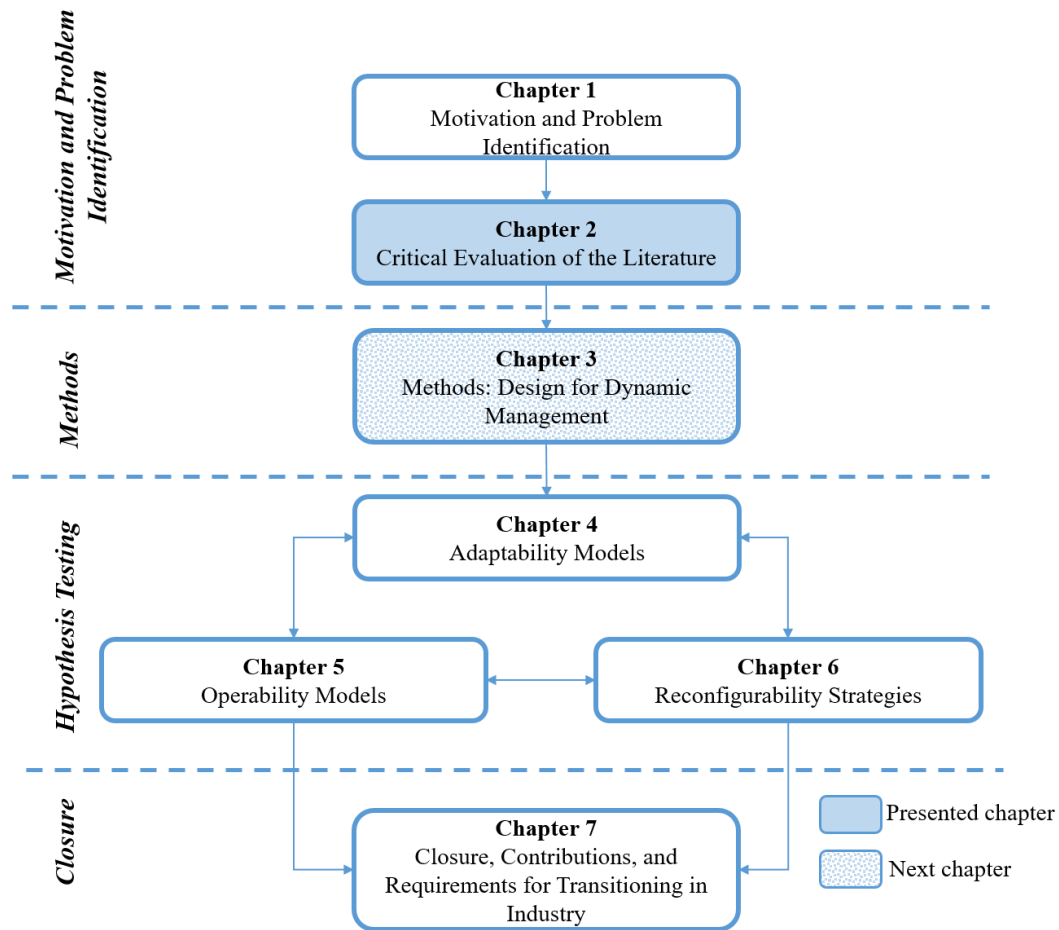 Motivation and Problem
Identification
Chapter 1
Motivation and Problem
Identification
Chapter 2
Critical Evaluation of the Literature
Methods
Chapter 3
Methods: Design for Dynamic
Management
Hypothesis Testing
Chapter 4
Adaptability Models
Chapter 5
Operability Models
Chapter 6
Reconfigurability Strategies
Closure
Chapter 7
Closure, Contributions, and
Requirements for Transitioning in
Industry
Presented chapter
Next chapter